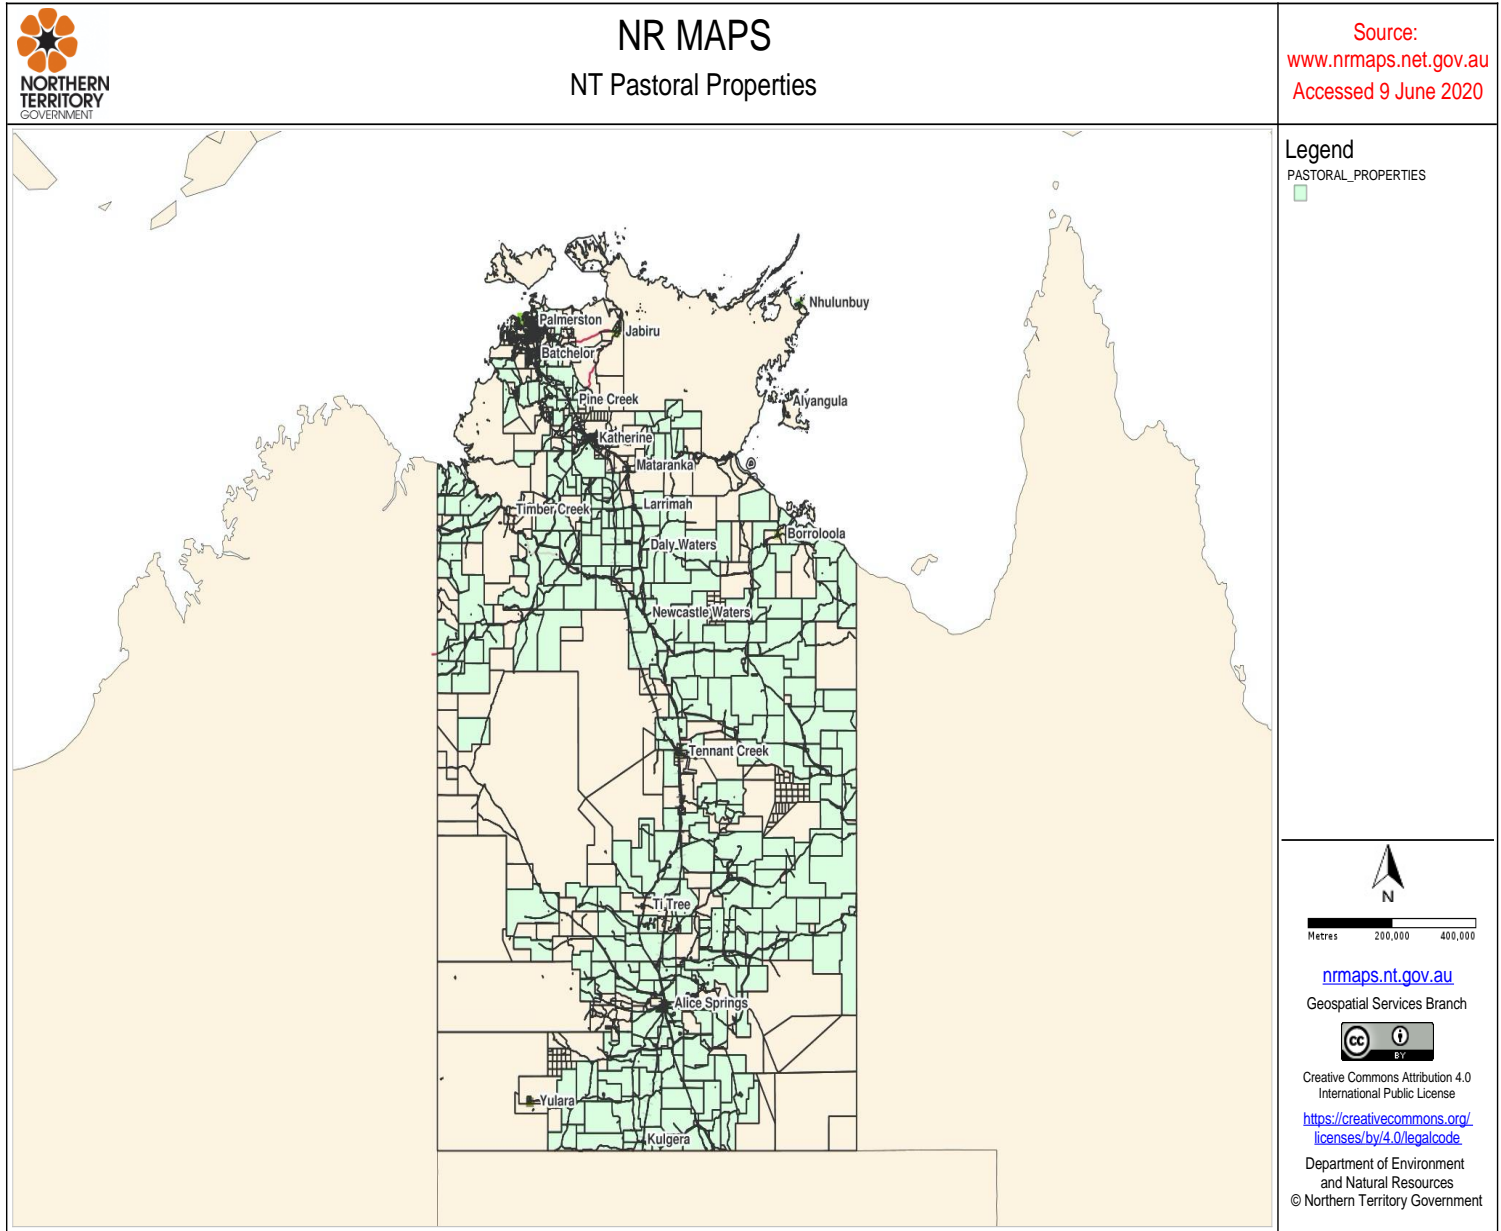 NORTHERN
TERRITORY
GOVERNMENT
NR MAPS
NT Pastoral Properties
Source:
www.nrmaps.net.gov.au
Accessed 9 June 2020
Legend
PASTORAL_PROPERTIES
Nhulunbuy
Palmerston
Jabiru
Batchelor
Pine Creek
Alyangula
Katherine
Mataranka
Larrimah
Timber Creek
Borroloola
Daly Waters
Newcastle Waters
Tennant Creek
Ti Tree
Alice Springs
Yulara
Kulgera
N
Metres 200,000 400,000
nrmaps.nt.gov.au
Geospatial Services Branch
cc
BY
Creative Commons Attribution 4.0
International Public License
https://creativecommons.org/
licenses/by/4.0/legalcode
Department of Environment
and Natural Resources
© Northern Territory Government